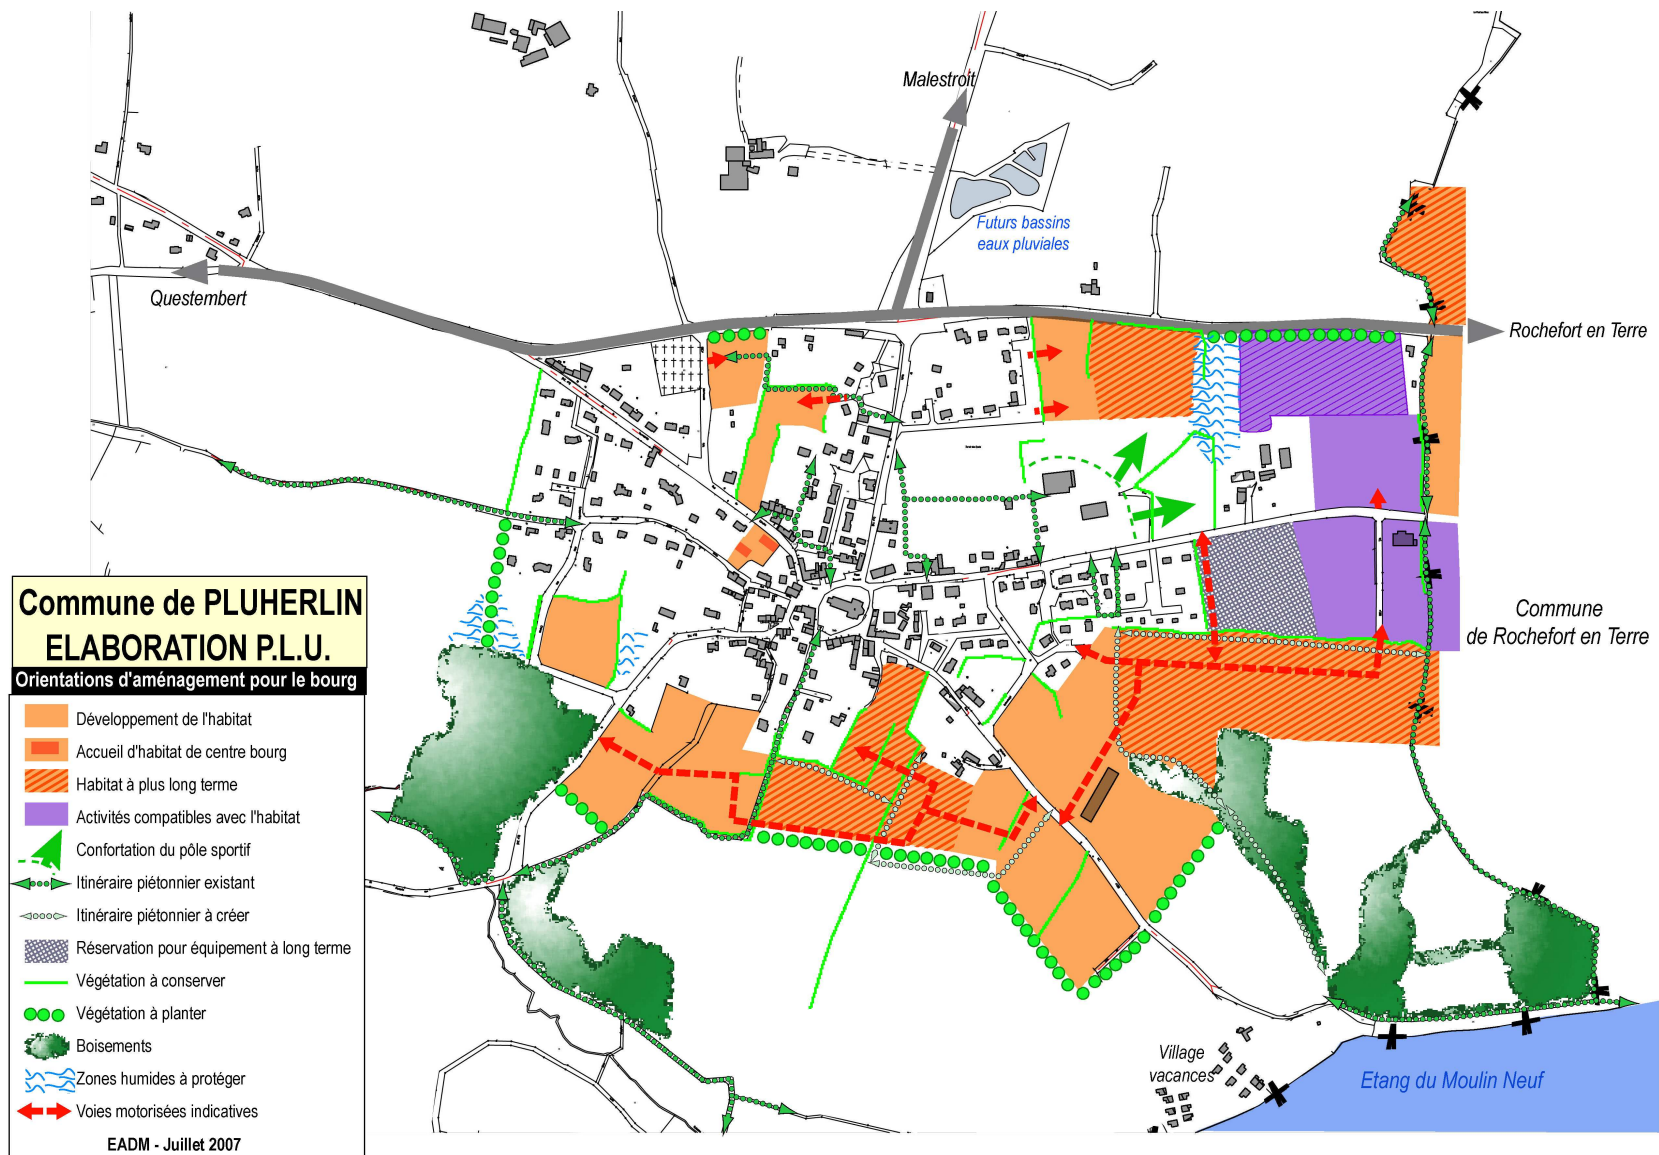 Malestroit
Futurs bassins
eaux pluviales
Questembert
Rochefort en Terre
Commune
de Rochefort en Terre
Commune de PLUHERLIN
ELABORATION P.L.U.
Orientations d'aménagement pour le bourg
Développement de l'habitat
Accueil d'habitat de centre bourg
Habitat à plus long terme
Activités compatibles avec l'habitat
Confortation du pôle sportif
Itinéraire piétonnier existant
Itinéraire piétonnier à créer
Réservation pour équipement à long terme
Végétation à conserver
Végétation à planter
Boisements
Zones humides à protéger
Voies motorisées indicatives
EADM - Juillet 2007
Village
vacances
Etang du Moulin Neuf